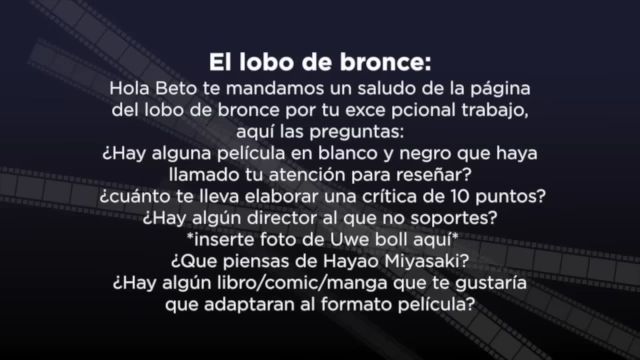 El lobo de bronce:
Hola Beto te mandamos un saludo de la página
del lobo de bronce por tu exce pcional trabajo,
aquí las preguntas:
¿Hay alguna película en blanco y negro que haya
llamado tu atención para reseñar?
¿cuánto te lleva elaborar una crítica de 10 puntos?
¿Hay algún director al que no soportes?
*inserte foto de Uwe boll aquí*
¿Que piensas de Hayao Miyasaki?
¿Hay algún libro/comic/manga que te gustaría
que adaptaran al formato película?